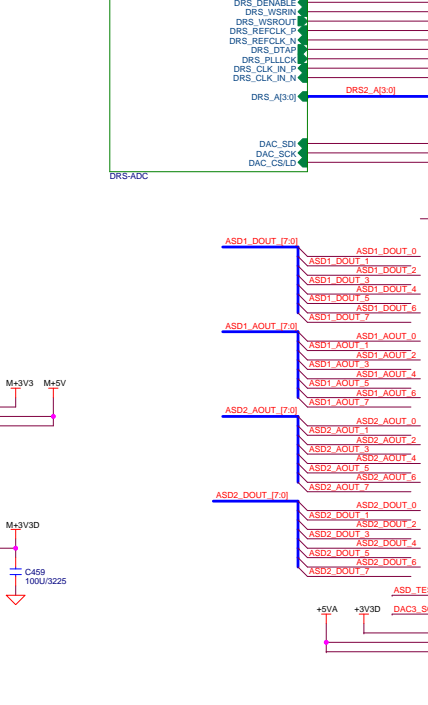 DRS_DENABLE
DRS_WSRIN
DRS_WSROUT
DRS_REFCLK_P
DRS_REFCLK_N
DRS_DTAP
DRS_PLLLCK
DRS_CLK_IN_P
DRS_CLK_IN_N
DRS_A[3:0]
DRS2_A[3:0]
DAC_SDI
DAC_SCK
DAC_CS/LD
DRS-ADC
ASD1_DOUT_[7:0]
ASD1_DOUT_0
ASD1_DOUT_1
ASD1_DOUT_2
ASD1_DOUT_3
ASD1_DOUT_4
ASD1_DOUT_5
ASD1_DOUT_6
ASD1_DOUT_7
ASD1_AOUT_[7:0]
ASD1_AOUT_0
ASD1_AOUT_1
ASD1_AOUT_2
ASD1_AOUT_3
ASD1_AOUT_4
ASD1_AOUT_5
ASD1_AOUT_6
ASD1_AOUT_7
M+3V3 M+5V
ASD2_AOUT_[7:0]
ASD2_AOUT_0
ASD2_AOUT_1
ASD2_AOUT_2
ASD2_AOUT_3
ASD2_AOUT_4
ASD2_AOUT_5
ASD2_AOUT_6
ASD2_AOUT_7
ASD2_DOUT_[7:0]
ASD2_DOUT_0
ASD2_DOUT_1
ASD2_DOUT_2
ASD2_DOUT_3
ASD2_DOUT_4
ASD2_DOUT_5
ASD2_DOUT_6
ASD2_DOUT_7
M+3V3D
C459
100U/3225
ASD_TE
+5VA +3V3D
DAC3_S